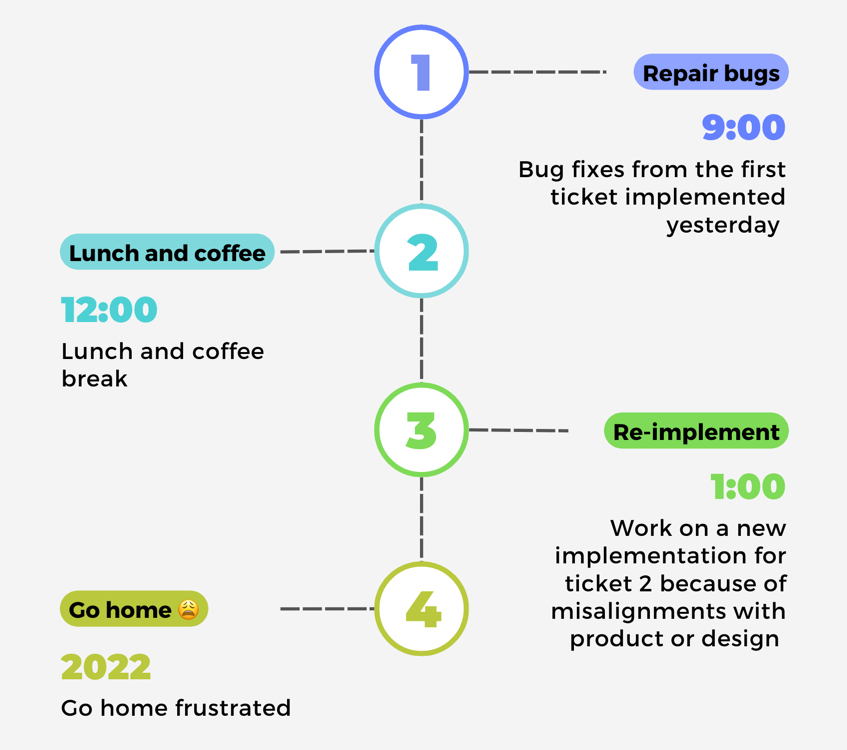 1
Repair bugs
9:00
Bug fixes from the first
ticket implemented
yesterday
2
Lunch and coffee
12:00
Lunch and coffee
break
3
Re-implement
1:00
Work on a new
implementation for
ticket 2 because of
misalignments with
product or design
4
Go home 😩
2022
Go home frustrated